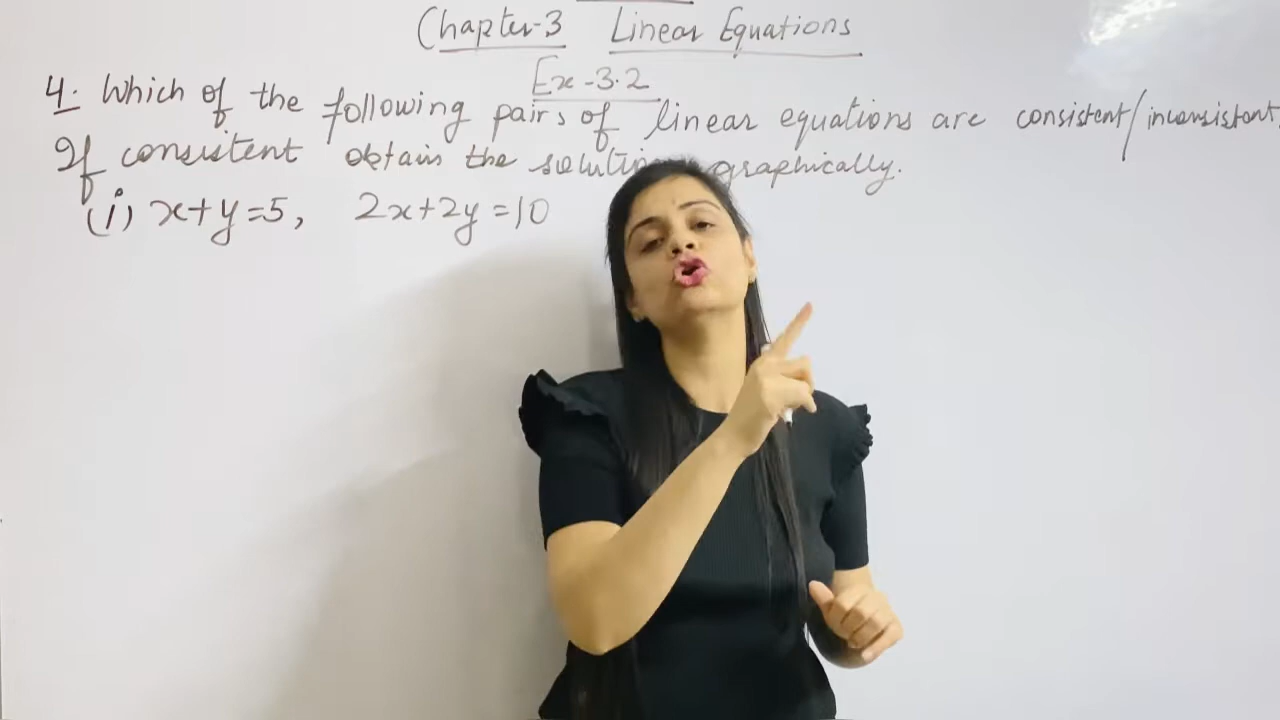 Chapter-3 Linear Equations
Ex-3.2
4. Which of the following pairs of linear equations are consistent/inconsistent.
If consistent obtain the graphically.
(i) x+y=5, 2x+2y=10